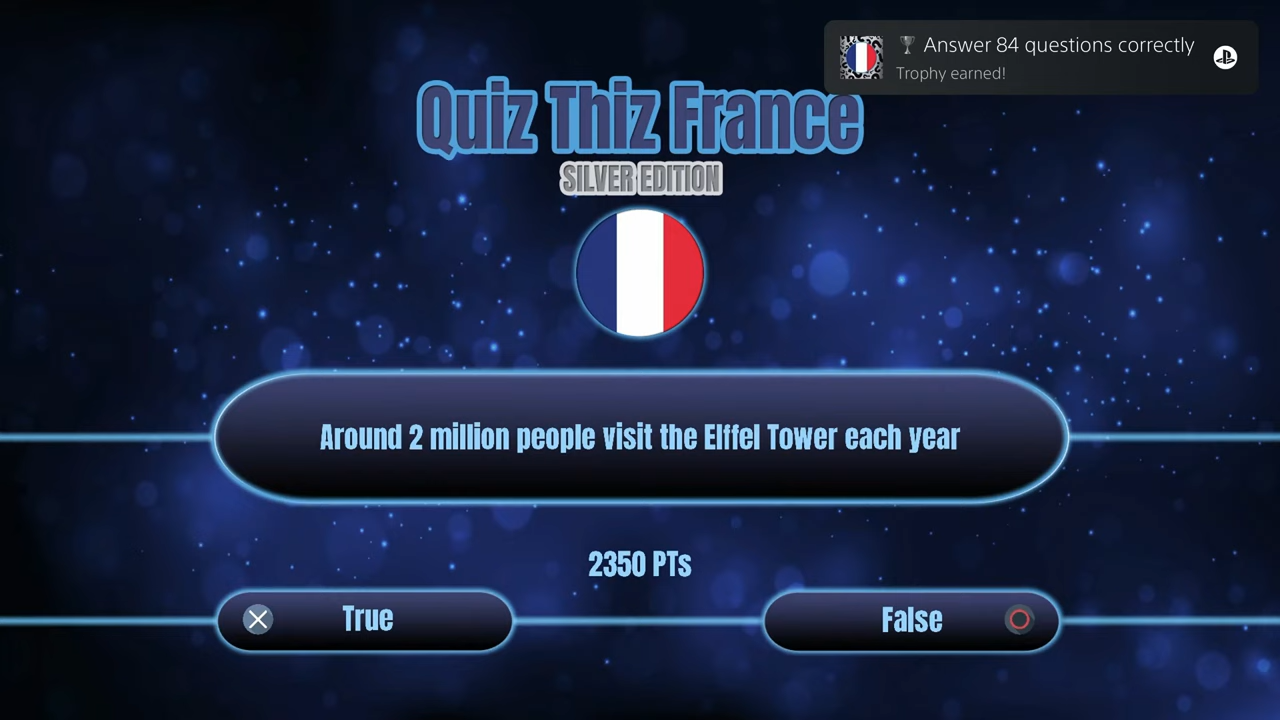 Answer 84 questions correctly
Trophy earned!
Quiz Thiz France
SILVER EDITION
Around 2 million people visit the EIffel Tower each year
2350 PTs
True
False